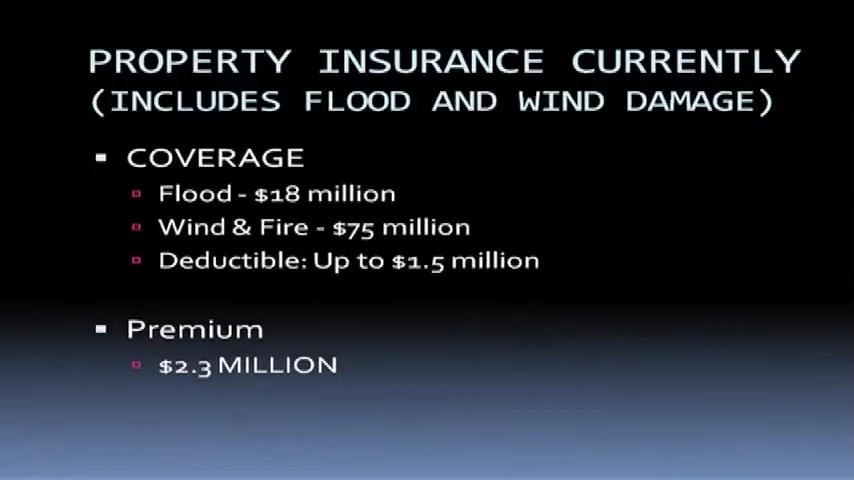 PROPERTY INSURANCE CURRENTLY
(INCLUDES FLOOD AND WIND DAMAGE)
COVERAGE
Flood - $18 million
Wind & Fire - $75 million
Deductible: Up to $1.5 million
Premium
$2.3 MILLION